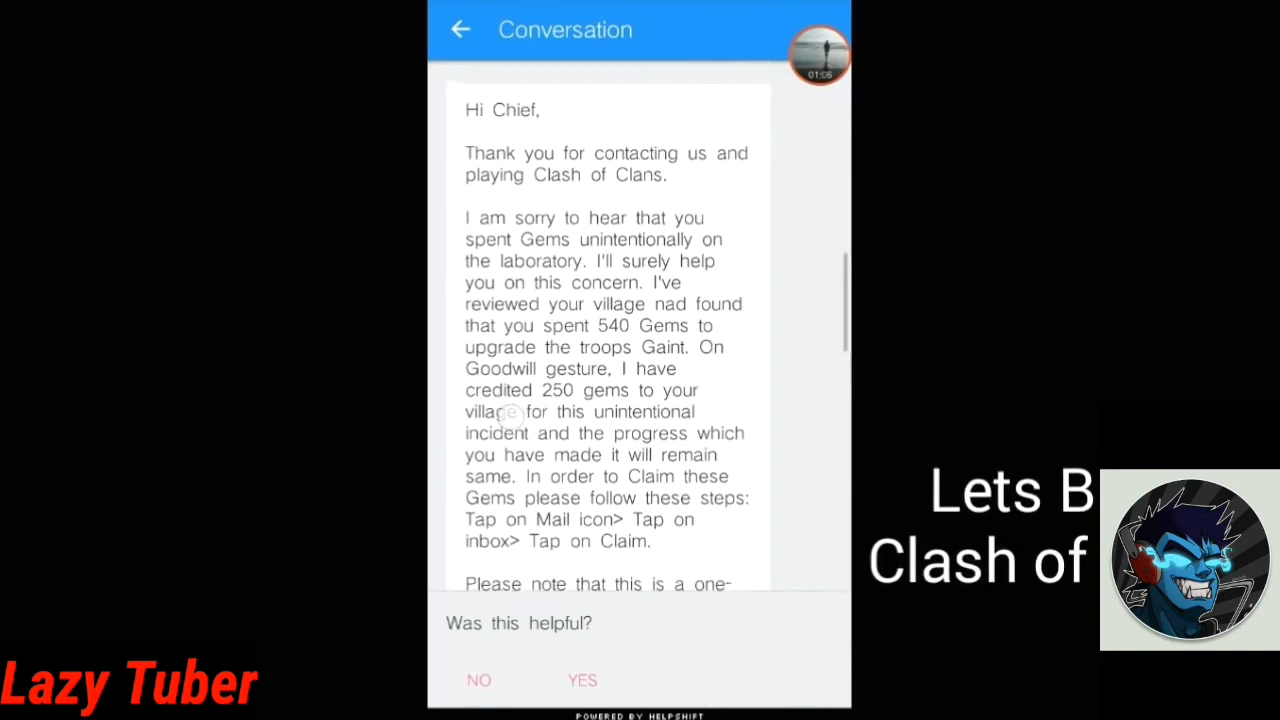 Conversation
01:06
Hi Chief,
Thank you for contacting us and
playing Clash of Clans.
I am sorry to hear that you
spent Gems unintentionally on
the laboratory. I'll surely help
you on this concern. I've
reviewed your village nad found
that you spent 540 Gems to
upgrade the troops Gaint. On
Goodwill gesture, I have
credited 250 gems to your
village for this unintentional
incident and the progress which
you have made it will remain
same. In order to Claim these
Gems please follow these steps:
Tap on Mail icon> Tap on
inbox> Tap on Claim.
Please note that this is a one-
Was this helpful?
NO YES
POWERED BY HELPSHIFT
Lets B
Clash of
Lazy Tuber